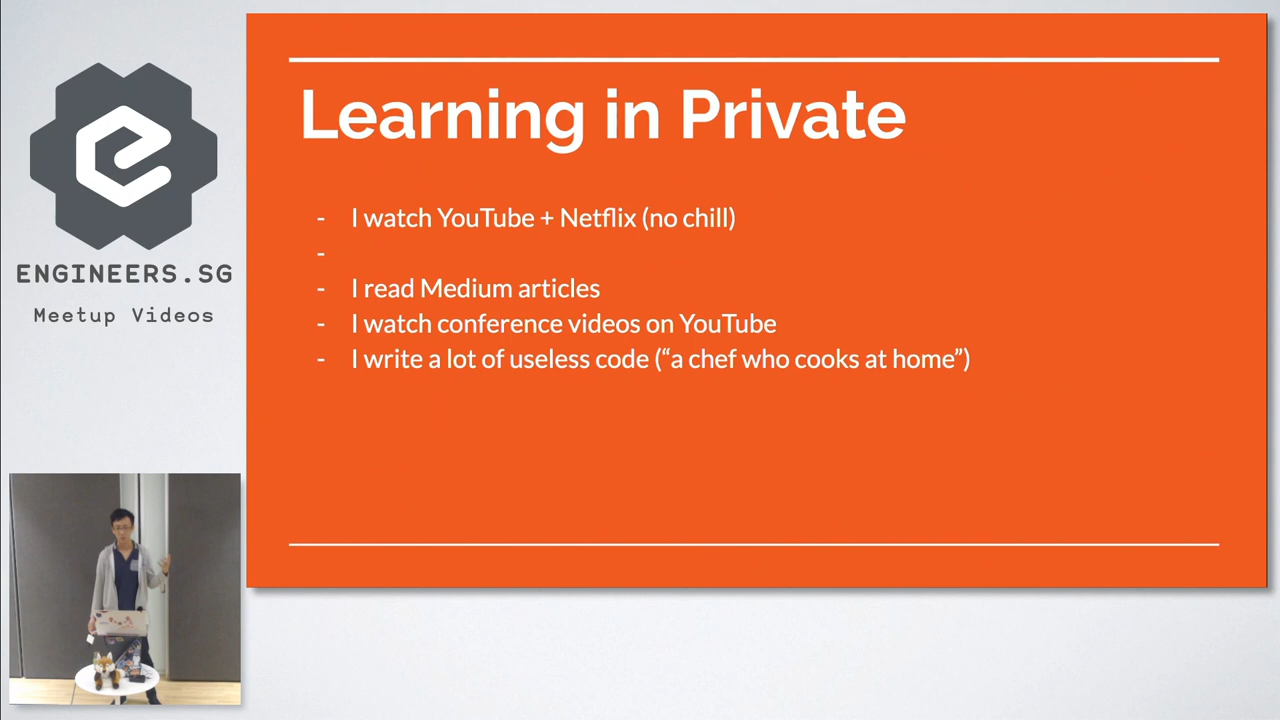 ENGINEERS.SG
Meetup Videos
Learning in Private
- I watch YouTube + Netflix (no chill)
-
- I read Medium articles
- I watch conference videos on YouTube
- I write a lot of useless code (“a chef who cooks at home”)